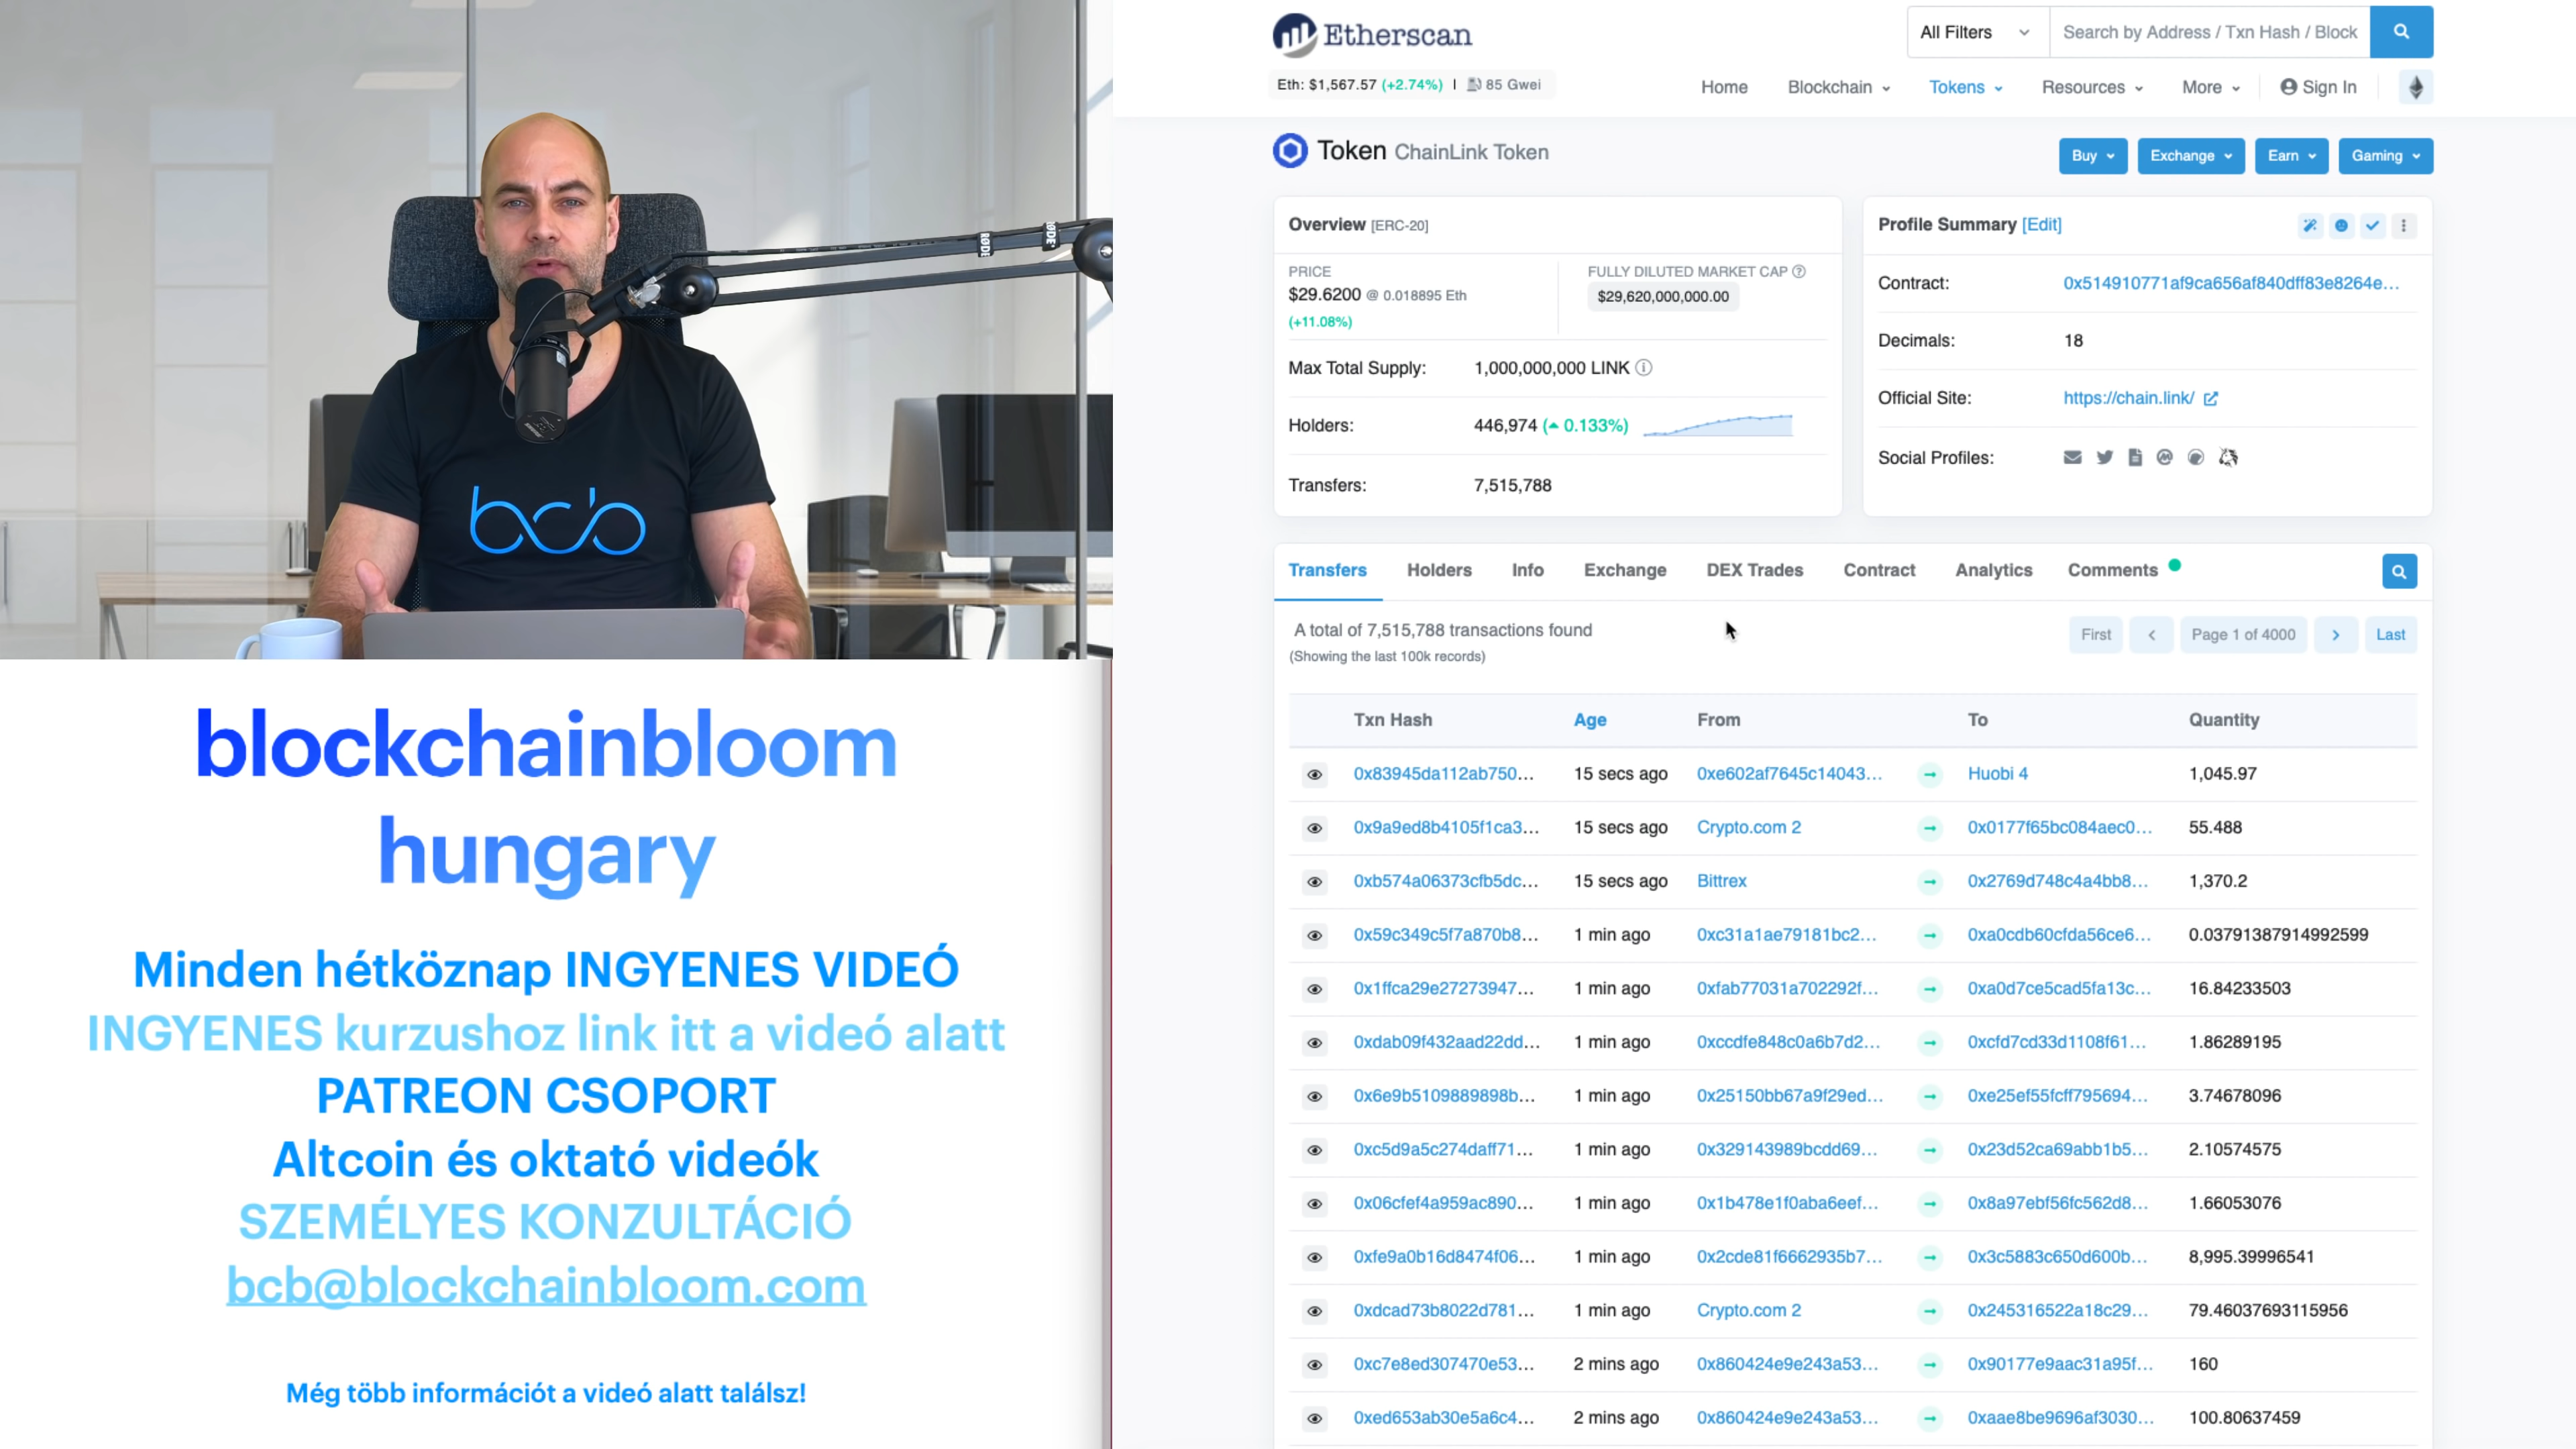 RØDE
RØDE
bcb
blockchainbloom
hungary
Minden hétköznap INGYENES VIDEÓ
INGYENES kurzushoz link itt a videó alatt
PATREON CSOPORT
Altcoin és oktató videók
SZEMÉLYES KONZULTÁCIÓ
bcb@blockchainbloom.com
Még több információt a videó alatt találsz!
Etherscan
All Filters
Search by Address / Txn Hash / Block
Eth: $1,567.57 (+2.74%) | 85 Gwei
Home Blockchain Tokens Resources More Sign In
Token ChainLink Token
Buy Exchange Earn Gaming
Overview [ERC-20]
PRICE
$29.6200 @ 0.018895 Eth
(+11.08%)
FULLY DILUTED MARKET CAP
$29,620,000,000.00
Max Total Supply: 1,000,000,000 LINK
Holders: 446,974 (0.133%)
Transfers: 7,515,788
Profile Summary [Edit]
Contract: 0x514910771af9ca656af840dff83e8264e...
Decimals: 18
Official Site: https://chain.link/
Social Profiles:
Transfers Holders Info Exchange DEX Trades Contract Analytics Comments
A total of 7,515,788 transactions found
(Showing the last 100k records)
First < Page 1 of 4000 > Last
Txn Hash Age From To Quantity
0x83945da112ab750... 15 secs ago 0xe602af7645c14043... Huobi 4 1,045.97
0x9a9ed8b4105f1ca3... 15 secs ago Crypto.com 2 0x0177f65bc084aec0... 55.488
0xb574a06373cfb5dc... 15 secs ago Bittrex 0x2769d748c4a4bb8... 1,370.2
0x59c349c5f7a870b8... 1 min ago 0xc31a1ae79181bc2... 0xa0cdb60cfda56ce6... 0.03791387914992599
0x1ffca29e27273947... 1 min ago 0xfab77031a702292f... 0xa0d7ce5cad5fa13c... 16.84233503
0xdab09f432aad22dd... 1 min ago 0xccdfe848c0a6b7d2... 0xcfd7cd33d1108f61... 1.86289195
0x6e9b5109889898b... 1 min ago 0x25150bb67a9f29ed... 0xe25ef55fcff795694... 3.74678096
0xc5d9a5c274daff71... 1 min ago 0x329143989bcdd69... 0x23d52ca69abb1b5... 2.10574575
0x06cfef4a959ac890... 1 min ago 0x1b478e1f0aba6eef... 0x8a97ebf56fc562d8... 1.66053076
0xfe9a0b16d8474f06... 1 min ago 0x2cde81f6662935b7... 0x3c5883c650d600b... 8,995.39996541
0xdcad73b8022d781... 1 min ago Crypto.com 2 0x245316522a18c29... 79.46037693115956
0xc7e8ed307470e53... 2 mins ago 0x860424e9e243a53... 0x90177e9aac31a95f... 160
0xed653ab30e5a6c4... 2 mins ago 0x860424e9e243a53... 0xaae8be9696af3030... 100.80637459